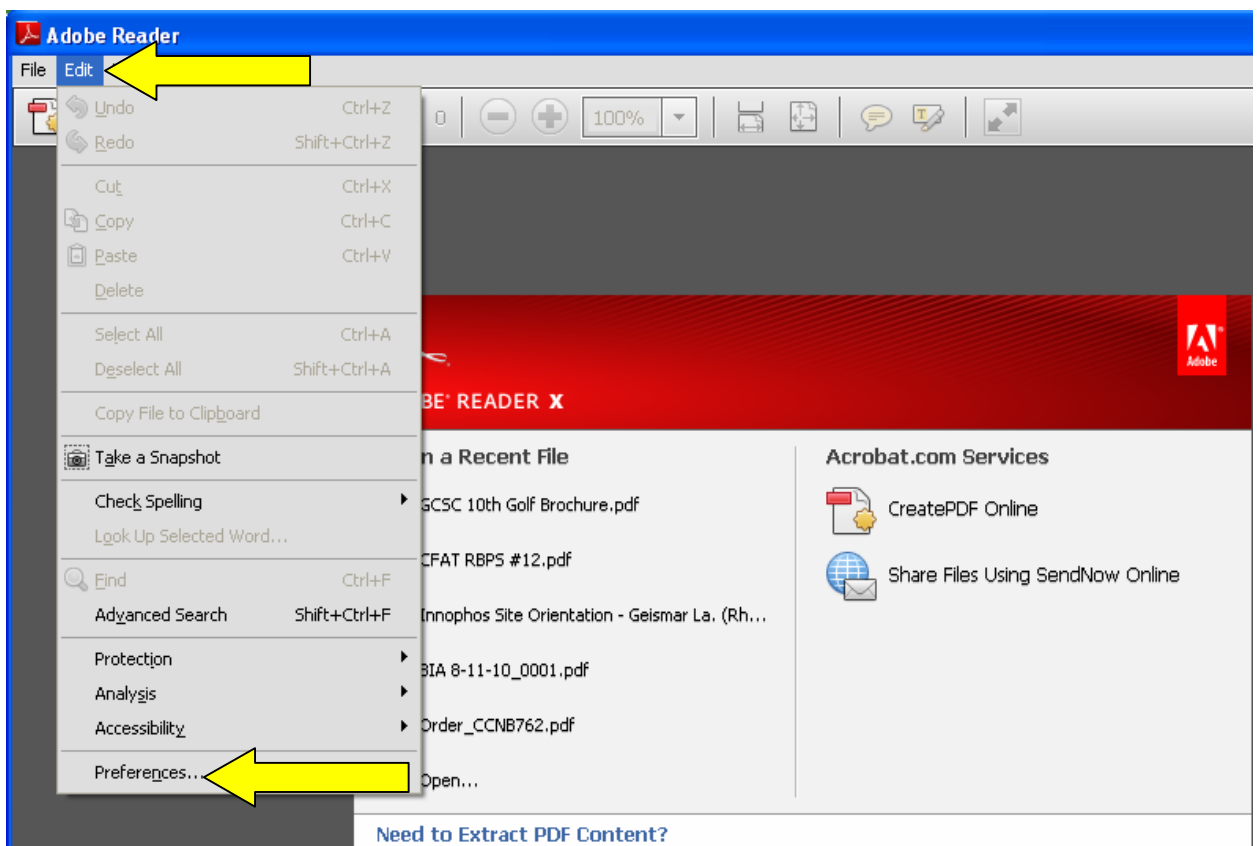 Adobe Reader
File Edit
Undo Ctrl+Z
Redo Shift+Ctrl+Z
0 100%
Cut Ctrl+X
Copy Ctrl+C
Paste Ctrl+V
Delete
Select All Ctrl+A
Deselect All Shift+Ctrl+A
Copy File to Clipboard
Take a Snapshot
Check Spelling
Look Up Selected Word...
Find Ctrl+F
Advanced Search Shift+Ctrl+F
Protection
Analysis
Accessibility
Preferences...
Adobe
BE® READER X
n a Recent File
GCSC 10th Golf Brochure.pdf
CFAT RBPS #12.pdf
Innophos Site Orientation - Geismar La. (Rh...
BIA 8-11-10_0001.pdf
Order_CCNB762.pdf
Open...
Acrobat.com Services
CreatePDF Online
Share Files Using SendNow Online
Need to Extract PDF Content?